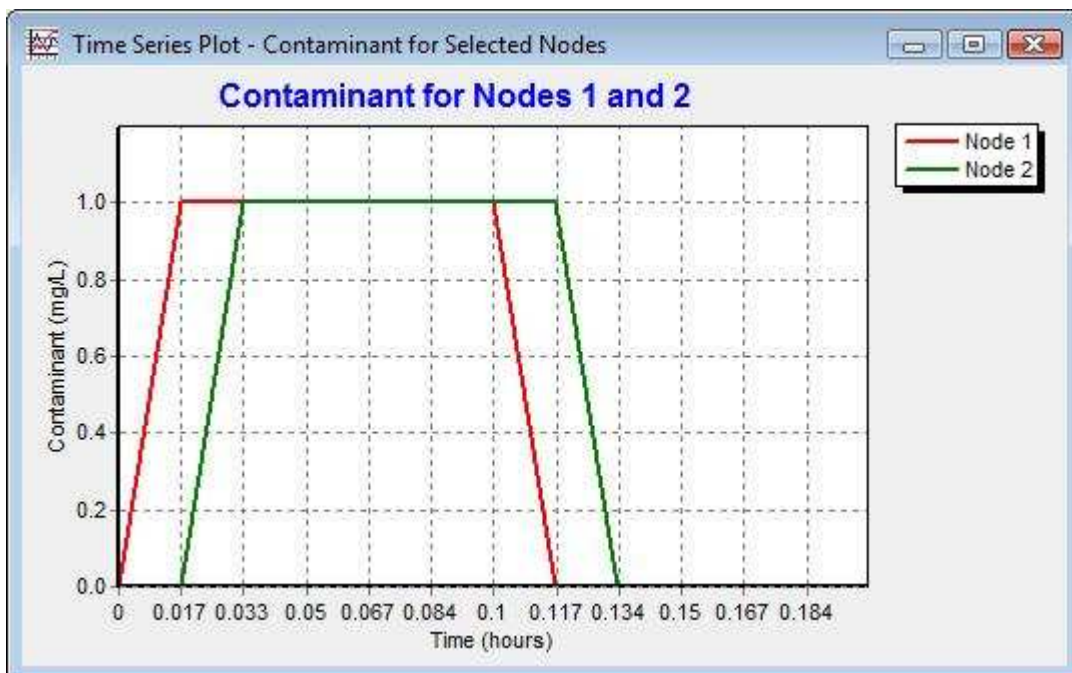 Time Series Plot - Contaminant for Selected Nodes
Contaminant for Nodes 1 and 2
Node 1
Node 2
Contaminant (mg/L)
1.0
0.8
0.6
0.4
0.2
0.0
0 0.017 0.033 0.05 0.067 0.084 0.1 0.117 0.134 0.15 0.167 0.184
Time (hours)